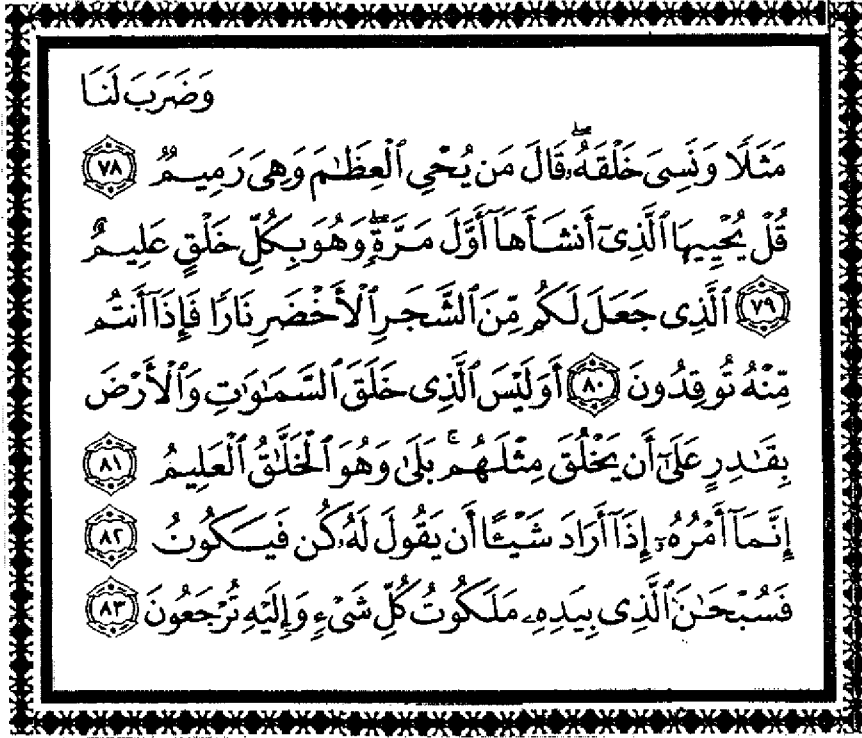 وَضَرَبَ لَنَا
مَثَلًا وَنَسِىَ خَلْقَهُۥۖ قَالَ مَن يُحْىِ ٱلْعِظَٰمَ وَهِىَ رَمِيمٌ ٧٨
قُلْ يُحْيِيهَا ٱلَّذِىٓ أَنشَأَهَآ أَوَّلَ مَرَّةٍۖ وَهُوَ بِكُلِّ خَلْقٍ عَلِيمٌ
٧٩ ٱلَّذِى جَعَلَ لَكُم مِّنَ ٱلشَّجَرِ ٱلْأَخْضَرِ نَارًا فَإِذَآ أَنتُم
مِّنْهُ تُوقِدُونَ ٨٠ أَوَلَيْسَ ٱلَّذِى خَلَقَ ٱلسَّمَٰوَٰتِ وَٱلْأَرْضَ
بِقَٰدِرٍ عَلَىٰٓ أَن يَخْلُقَ مِثْلَهُمۚ بَلَىٰ وَهُوَ ٱلْخَلَّٰقُ ٱلْعَلِيمُ ٨١
إِنَّمَآ أَمْرُهُۥٓ إِذَآ أَرَادَ شَيْـًٔا أَن يَقُولَ لَهُۥ كُن فَيَكُونُ ٨٢
فَسُبْحَٰنَ ٱلَّذِى بِيَدِهِۦ مَلَكُوتُ كُلِّ شَىْءٍ وَإِلَيْهِ تُرْجَعُونَ ٨٣